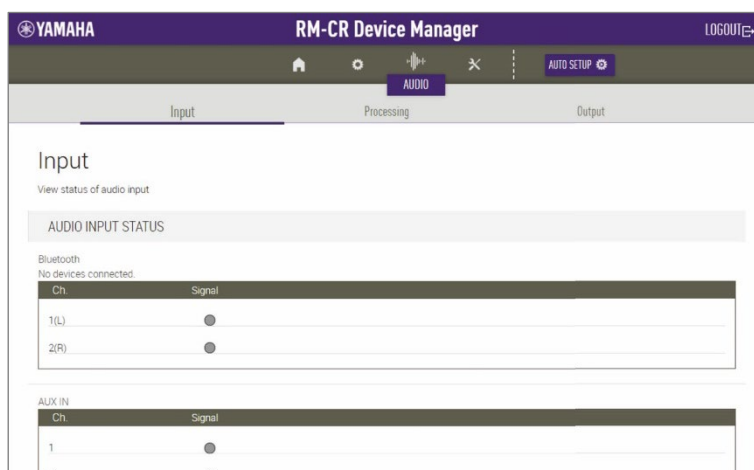 YAMAHA RM-CR Device Manager LOGOUT
AUTO SETUP
AUDIO
Input Processing Output
Input
View status of audio input
AUDIO INPUT STATUS
Bluetooth
No devices connected.
Ch. Signal
1(L)
2(R)
AUX IN
Ch. Signal
1